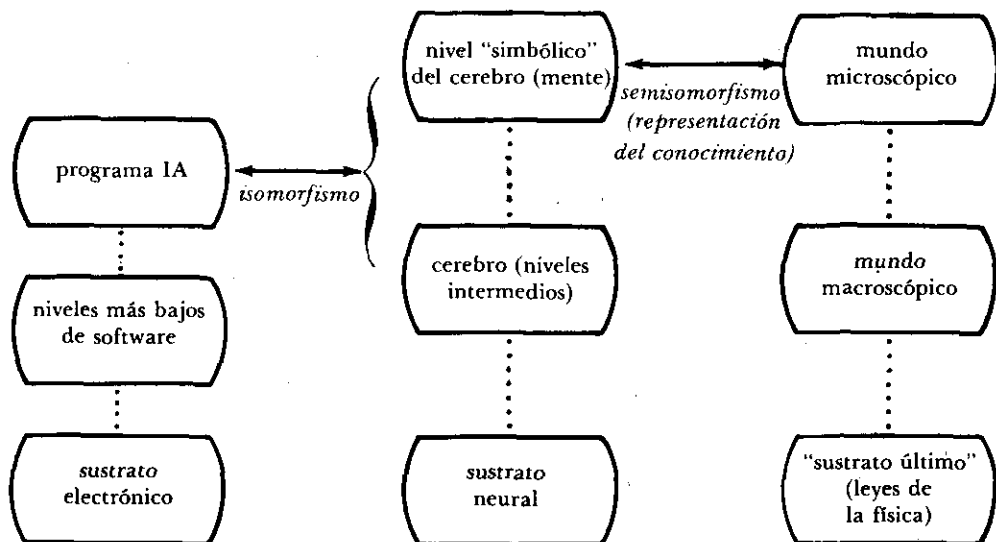 nivel "simbólico"
del cerebro (mente)
semisomorfismo
(representación
del conocimiento)
mundo
microscópico
programa IA
isomorfismo
cerebro (niveles
intermedios)
mundo
macroscópico
niveles más bajos
de software
sustrato
electrónico
sustrato
neural
"sustrato último"
(leyes de
la física)